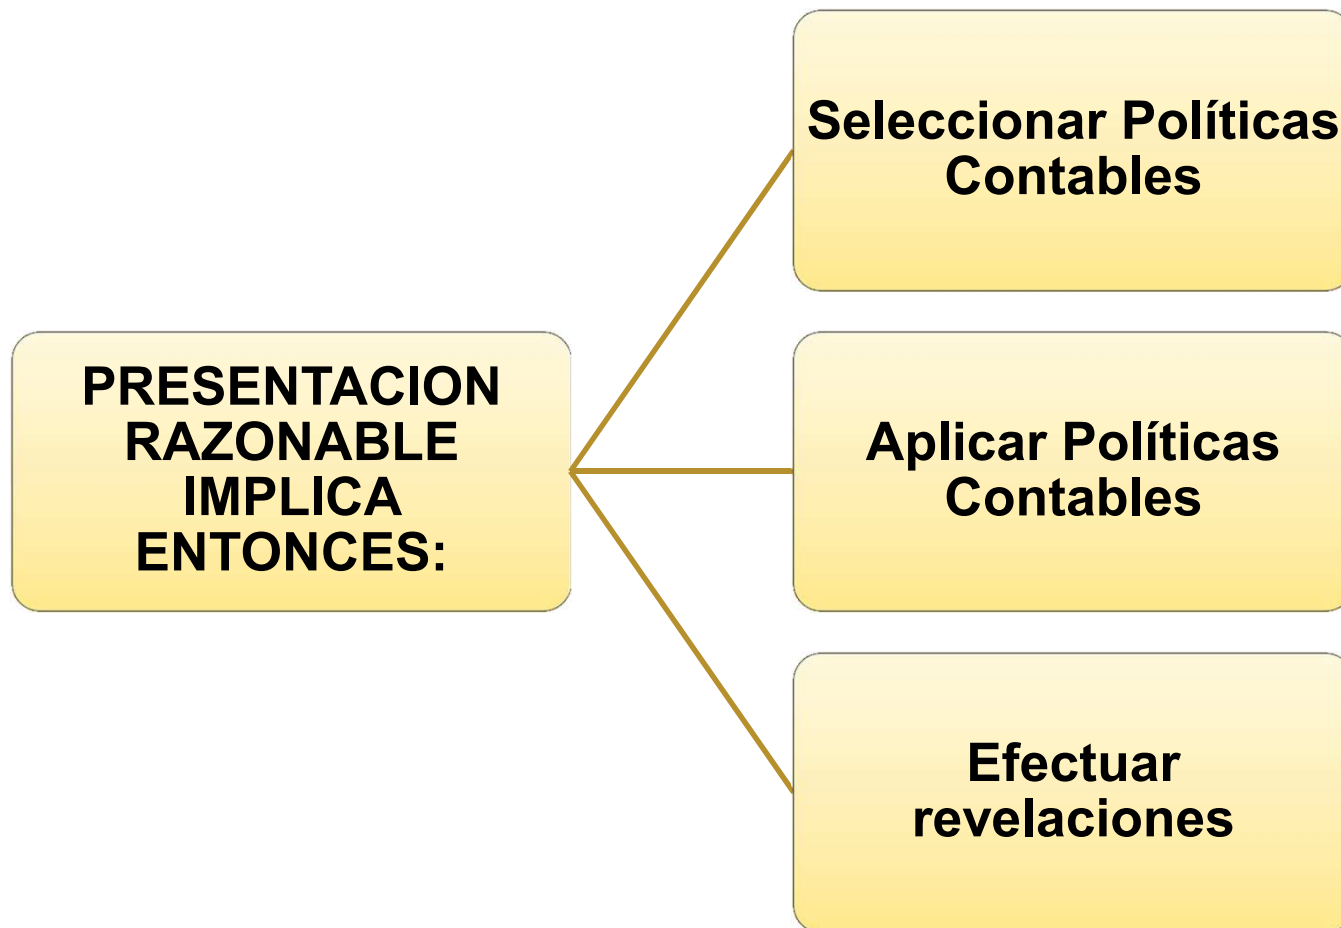 Seleccionar Políticas
Contables
PRESENTACION
RAZONABLE
IMPLICA
ENTONCES:
Aplicar Políticas
Contables
Efectuar
revelaciones